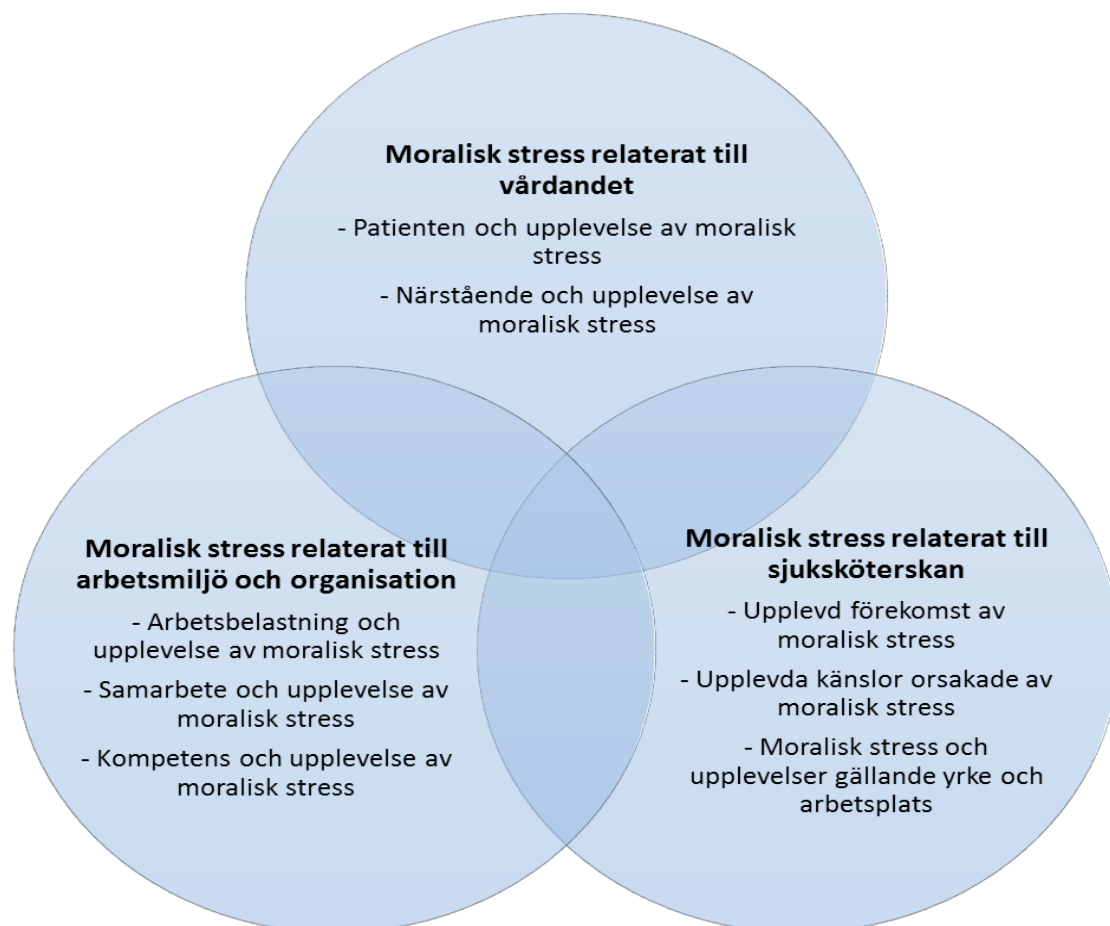 Moralisk stress relaterat till
vårdandet
- Patienten och upplevelse av moralisk
stress
- Närstående och upplevelse av
moralisk stress
Moralisk stress relaterat till
arbetsmiljö och organisation
- Arbetsbelastning och
upplevelse av moralisk stress
- Samarbete och upplevelse av
moralisk stress
- Kompetens och upplevelse av
moralisk stress
Moralisk stress relaterat till
sjuksköterskan
- Upplevd förekomst av
moralisk stress
- Upplevda känslor orsakade av
moralisk stress
- Moralisk stress och
upplevelser gällande yrke och
arbetsplats